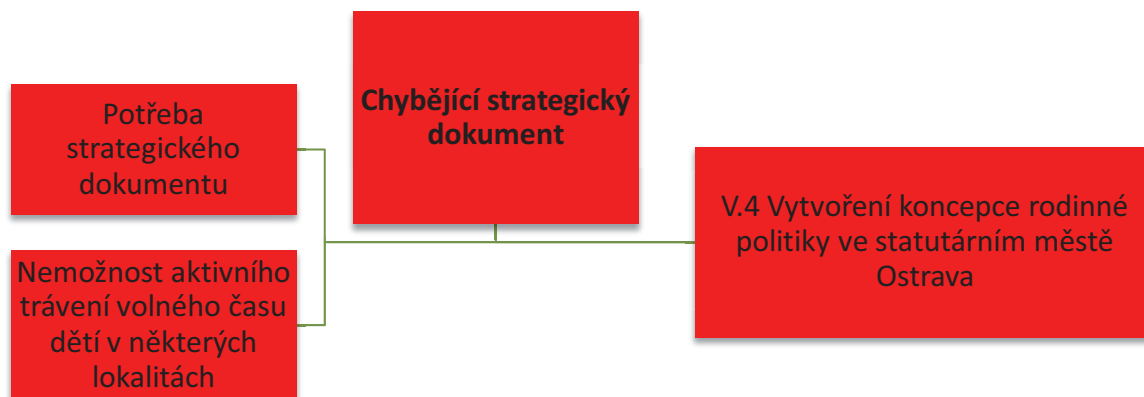 Chybějící strategický
dokument
Potřeba
strategického
dokumentu
Nemožnost aktivního
trávení volného času
dětí v některých
lokalitách
V.4 Vytvoření koncepce rodinné
politiky ve statutárním městě
Ostrava